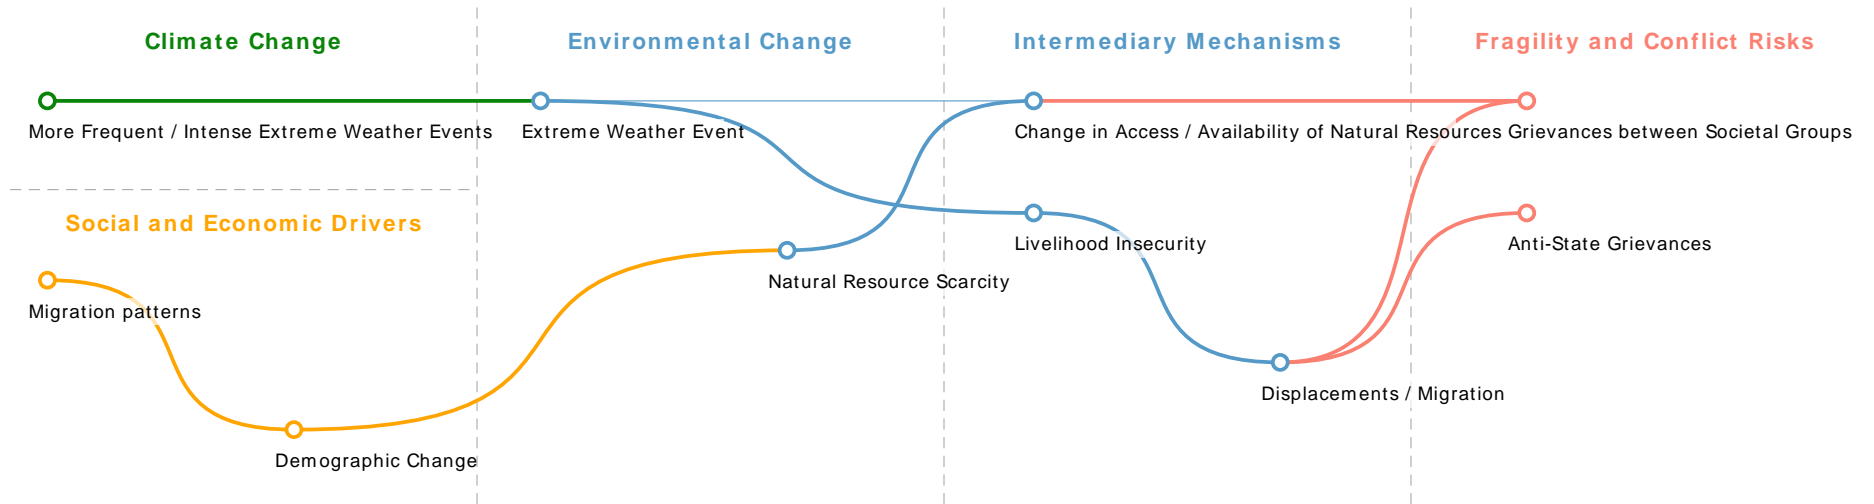 Climate Change
Environmental Change
Intermediary Mechanisms
Fragility and Conflict Risks
More Frequent / Intense Extreme Weather Events
Extreme Weather Event
Change in Access / Availability of Natural Resources
Grievances between Societal Groups
Social and Economic Drivers
Livelihood Insecurity
Anti-State Grievances
Natural Resource Scarcity
Migration patterns
Displacements / Migration
Demographic Change